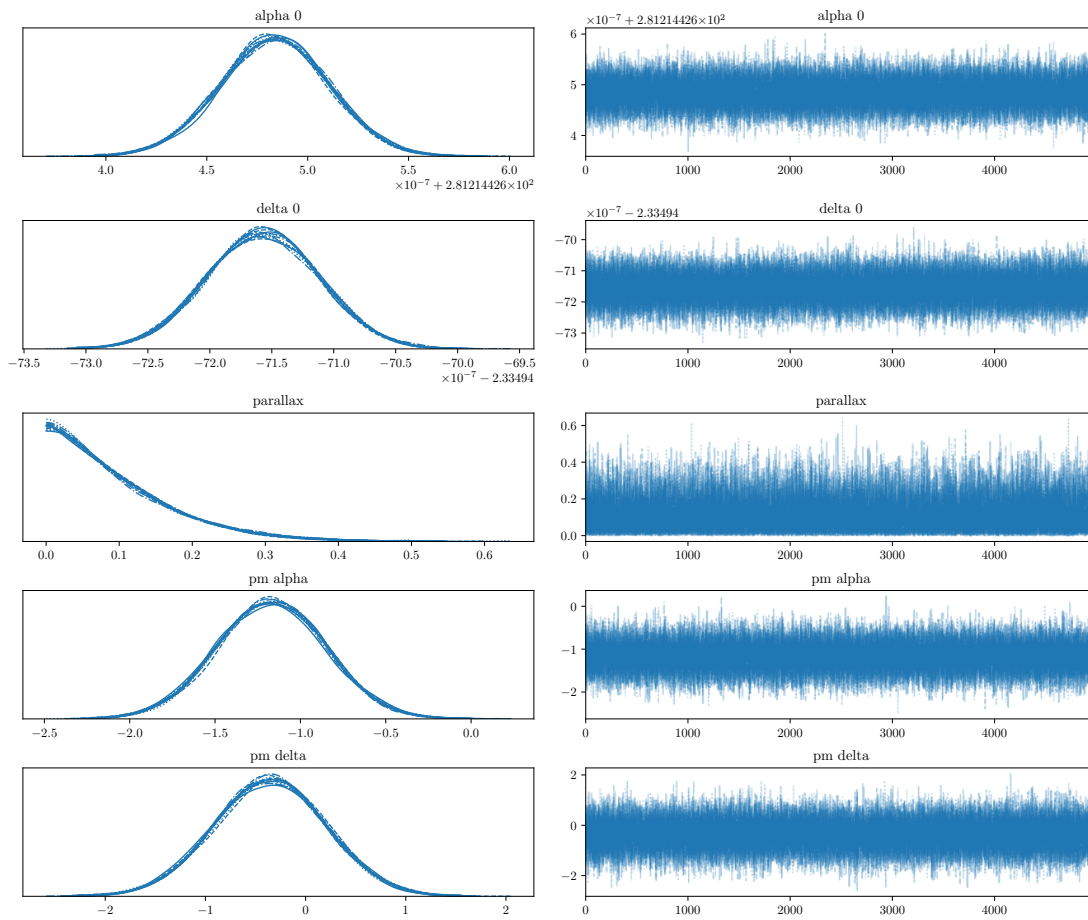 alpha 0
4.0 4.5 5.0 5.5 6.0
×10⁻⁷ + 2.81214426×10²
×10⁻⁷ + 2.81214426×10²
alpha 0
6
5
4
0 1000 2000 3000 4000
delta 0
−73.5 −73.0 −72.5 −72.0 −71.5 −71.0 −70.5 −70.0 −69.5
×10⁻⁷ − 2.33494
×10⁻⁷ − 2.33494
delta 0
−70
−71
−72
−73
0 1000 2000 3000 4000
parallax
0.0 0.1 0.2 0.3 0.4 0.5 0.6
parallax
0.6
0.4
0.2
0.0
0 1000 2000 3000 4000
pm alpha
−2.5 −2.0 −1.5 −1.0 −0.5 0.0
pm alpha
0
−1
−2
0 1000 2000 3000 4000
pm delta
−2 −1 0 1 2
pm delta
2
0
−2
0 1000 2000 3000 4000